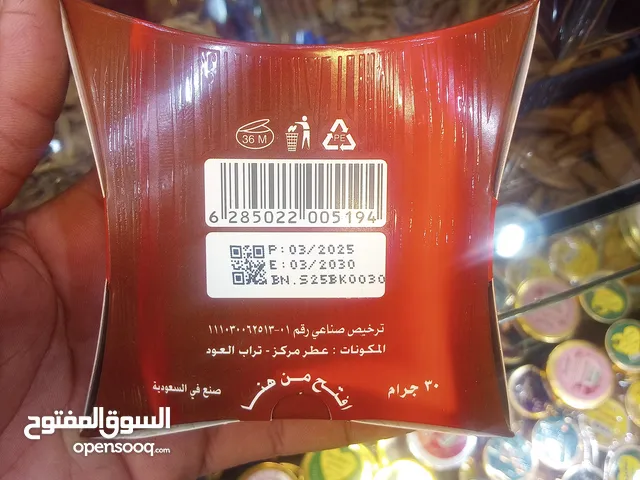 36 M
PE
6 285022 005194
P: 03/2025
E: 03/2030
BN.S25BK0030
ترخيص صناعي رقم ٠١-١١١٠٣٠٠٦٢٥١٣
المكونات : عطر مركز - تراب العود
٣٠ جرام
افتح من هنا
صنع في السعودية
السوق المفتوح
opensooq.com